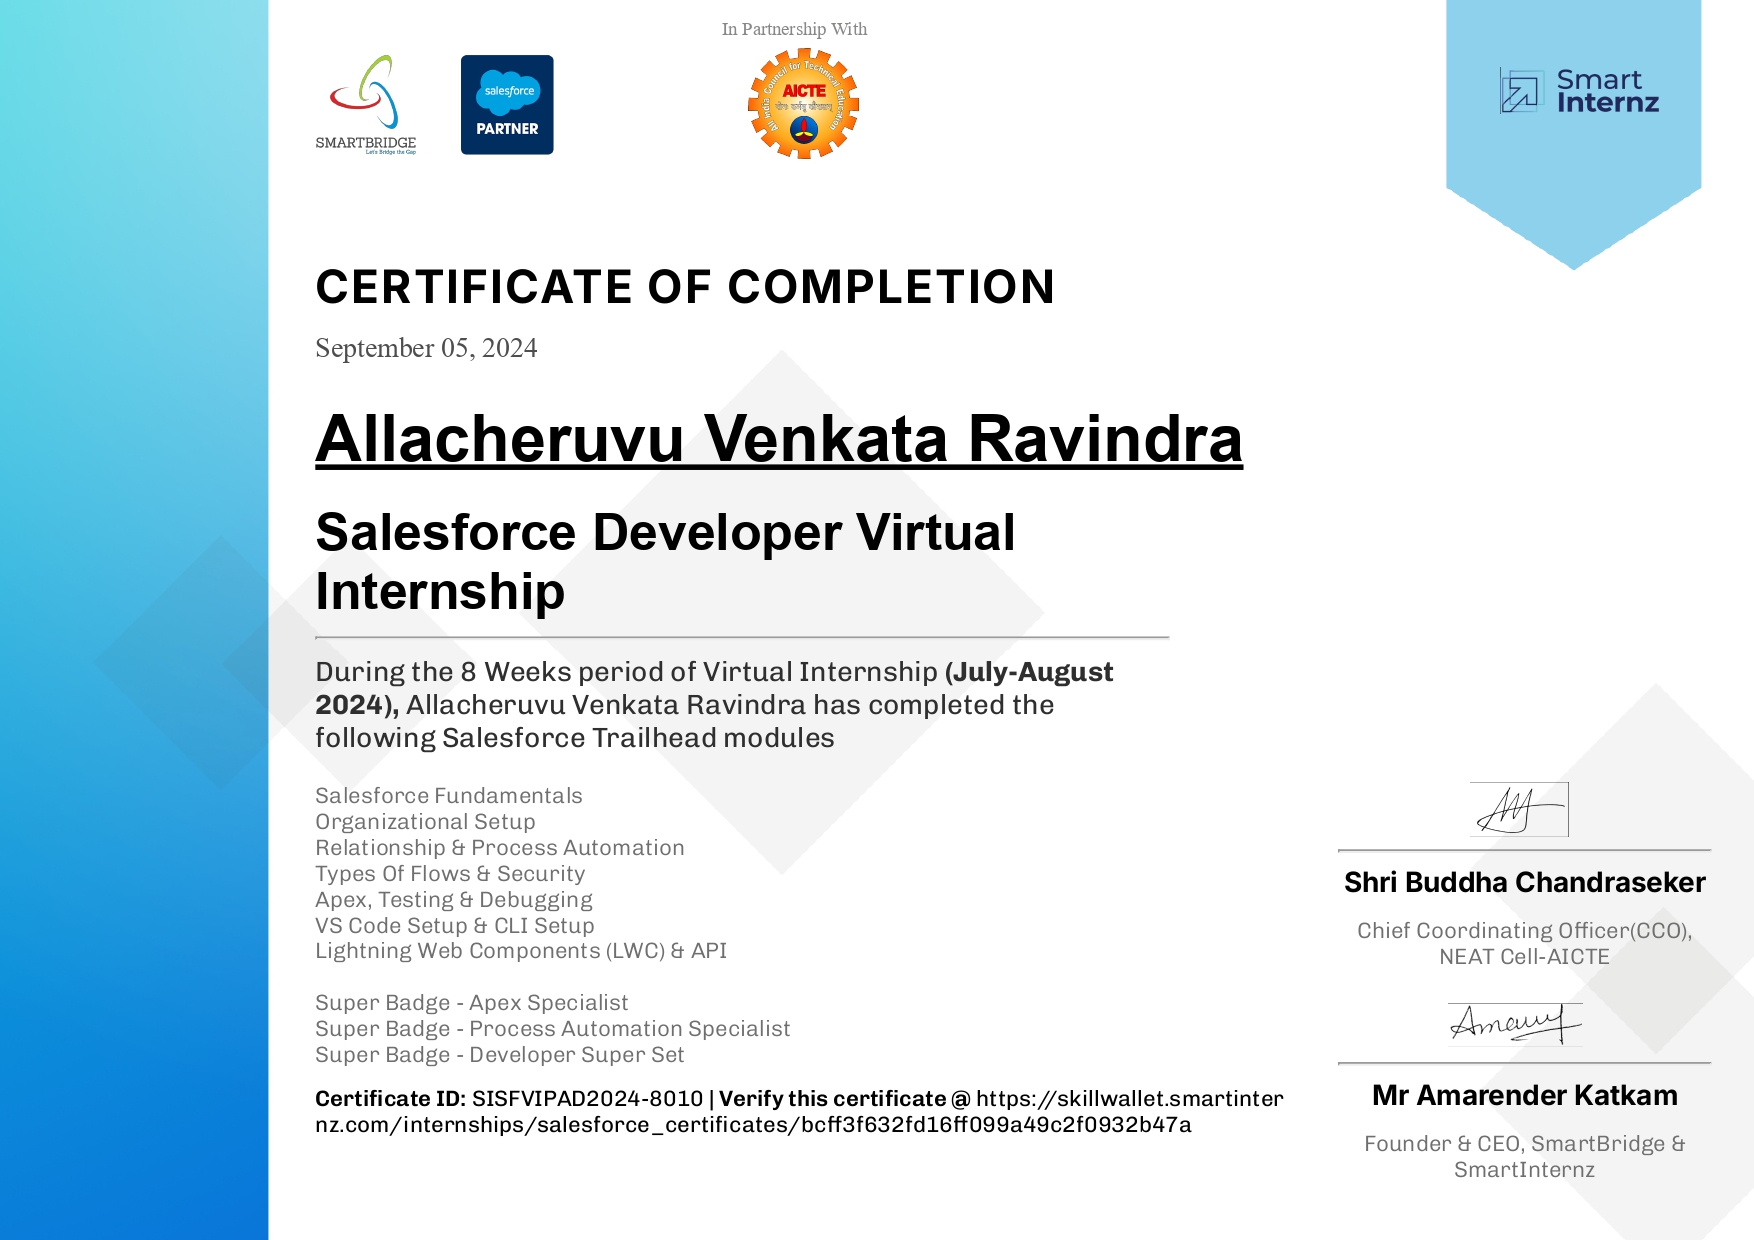 In Partnership With
SMARTBRIDGE
Let's Bridge the Gap
salesforce
PARTNER
All India Council for Technical Education
AICTE
Smart
Internz
CERTIFICATE OF COMPLETION
September 05, 2024
Allacheruvu Venkata Ravindra
Salesforce Developer Virtual
Internship
During the 8 Weeks period of Virtual Internship (July-August
2024), Allacheruvu Venkata Ravindra has completed the
following Salesforce Trailhead modules
Salesforce Fundamentals
Organizational Setup
Relationship & Process Automation
Types Of Flows & Security
Apex, Testing & Debugging
VS Code Setup & CLI Setup
Lightning Web Components (LWC) & API
Super Badge - Apex Specialist
Super Badge - Process Automation Specialist
Super Badge - Developer Super Set
Certificate ID: SISFVIPAD2024-8010 | Verify this certificate @ https://skillwallet.smartinter
nz.com/internships/salesforce_certificates/bcff3f632fd16ff099a49c2f0932b47a
Shri Buddha Chandraseker
Chief Coordinating Officer(CCO),
NEAT Cell-AICTE
Mr Amarender Katkam
Founder & CEO, SmartBridge &
SmartInternz